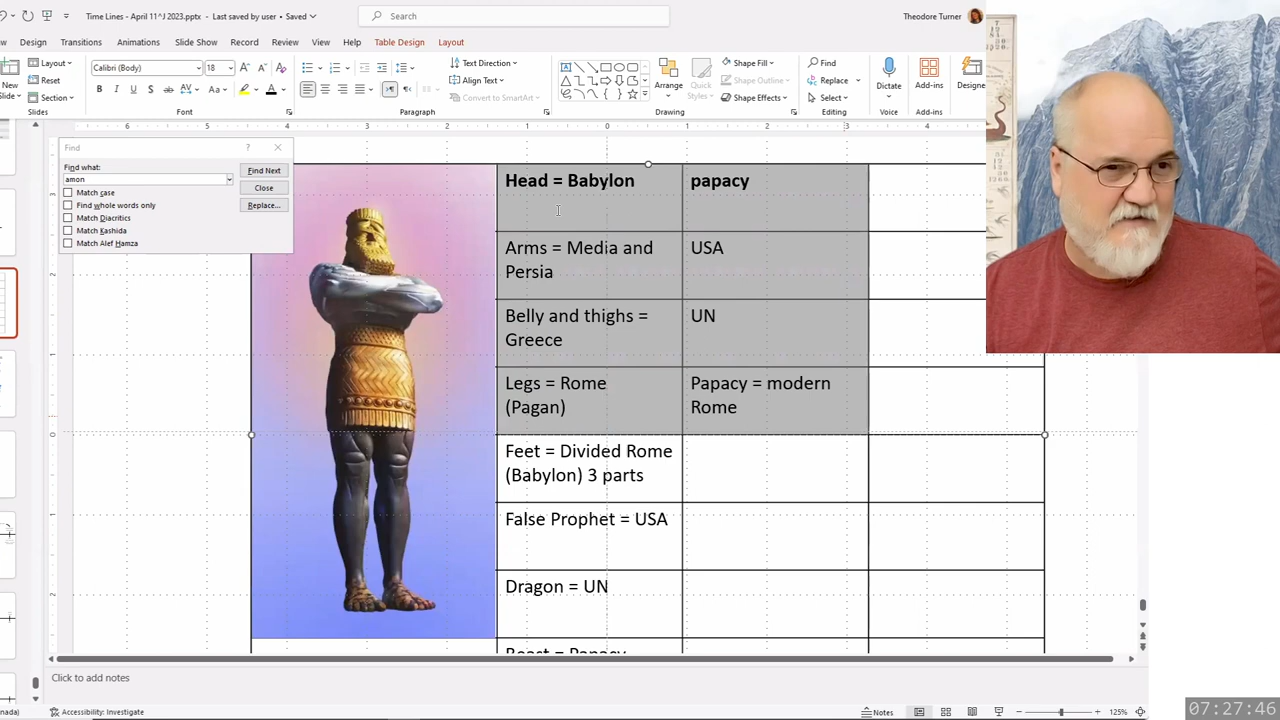 Time Lines - April 11^J 2023.pptx • Last saved by user • Saved
Search
Theodore Turner
Design Transitions Animations Slide Show Record Review View Help Table Design Layout
New
Slide
Layout
Reset
Section
Slides
Calibri (Body)
18
Font
Text Direction
Align Text
Convert to SmartArt
Paragraph
Arrange
Quick
Styles
Shape Fill
Shape Outline
Shape Effects
Drawing
Find
Replace
Select
Editing
Dictate
Voice
Add-ins
Add-ins
Designe
Find
Find what:
amon
Match case
Find whole words only
Match Diacritics
Match Kashida
Match Alef Hamza
Find Next
Close
Replace...
Head = Babylon
papacy
Arms = Media and
Persia
USA
Belly and thighs =
Greece
UN
Legs = Rome
(Pagan)
Papacy = modern
Rome
Feet = Divided Rome
(Babylon) 3 parts
False Prophet = USA
Dragon = UN
Beast = Papacy
Click to add notes
nada)
Accessibility: Investigate
Notes
125%
07:27:46